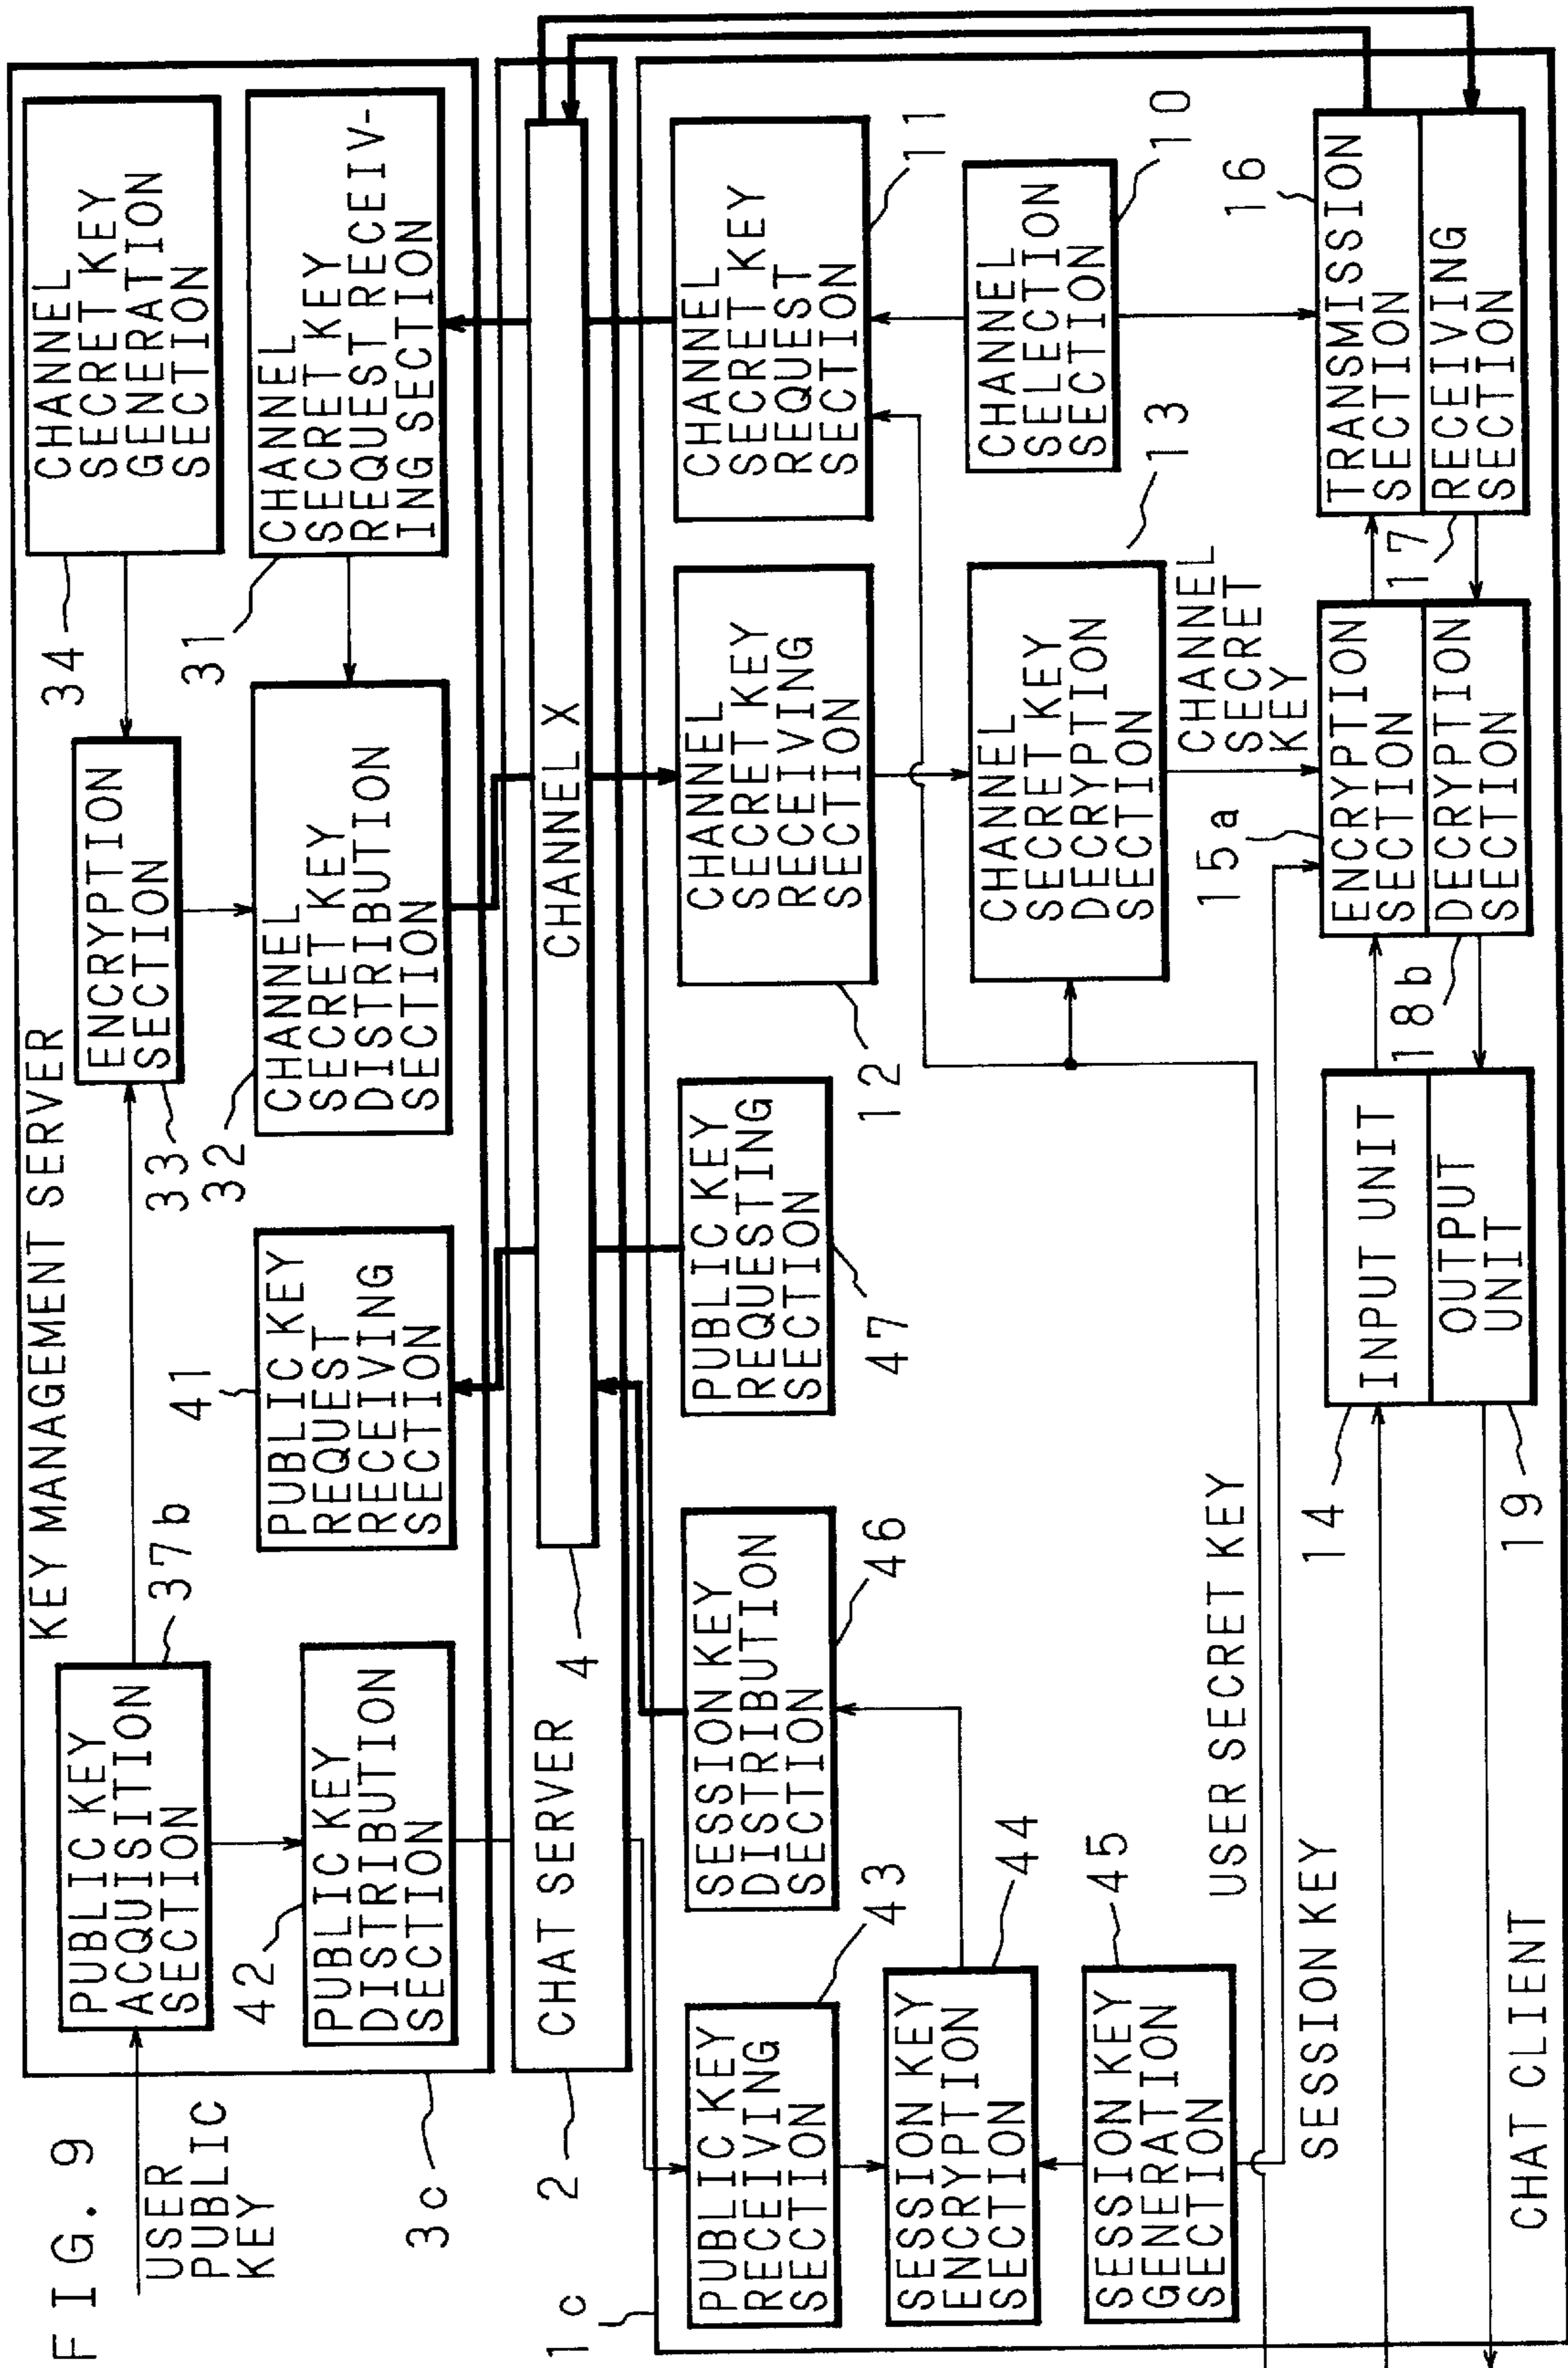 FIG. 9
USER
PUBLIC
KEY
KEY MANAGEMENT SERVER
3c
PUBLIC KEY
ACQUISITION
SECTION
37b
ENCRYPTION
SECTION
33
CHANNEL
SECRET KEY
GENERATION
SECTION
34
42
PUBLIC KEY
DISTRIBUTION
SECTION
41
PUBLIC KEY
REQUEST
RECEIVING
SECTION
32
CHANNEL
SECRET KEY
DISTRIBUTION
SECTION
31
CHANNEL
SECRET KEY
REQUEST RECEIV-
ING SECTION
2
CHAT SERVER
4
CHANNEL X
1c
PUBLIC KEY
RECEIVING
SECTION
43
SESSION KEY
DISTRIBUTION
SECTION
46
PUBLIC KEY
REQUESTING
SECTION
47
CHANNEL
SECRET KEY
RECEIVING
SECTION
12
CHANNEL
SECRET KEY
REQUEST
SECTION
11
SESSION KEY
ENCRYPTION
SECTION
44
CHANNEL
SECRET KEY
DECRYPTION
SECTION
13
CHANNEL
SELECTION
SECTION
10
SESSION KEY
GENERATION
SECTION
45
USER SECRET KEY
CHANNEL
SECRET
KEY
SESSION KEY
14
INPUT UNIT
OUTPUT
UNIT
19
15a
ENCRYPTION
SECTION
DECRYPTION
SECTION
18b
16
TRANSMISSION
SECTION
RECEIVING
SECTION
17
CHAT CLIENT